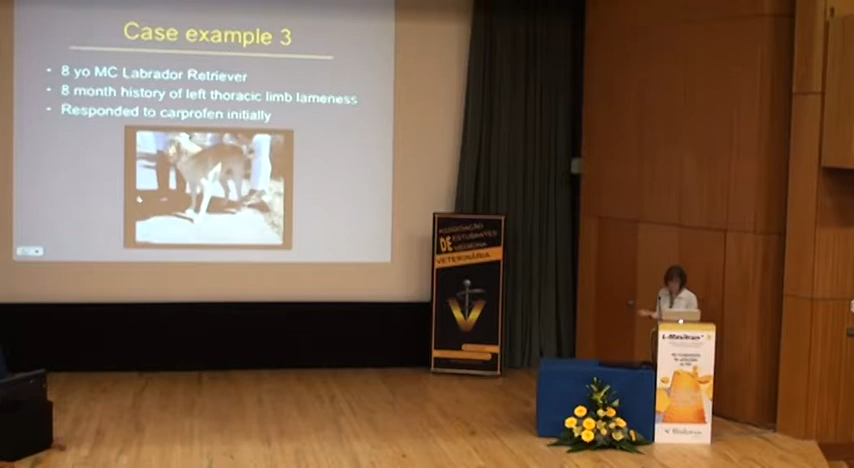 Case example 3
• 8 yo MC Labrador Retriever
• 8 month history of left thoracic limb lameness
• Responded to carprofen initially
ASSOCIAÇÃO
DE ESTUDANTES
MEDICINA
VETERINÁRIA
V